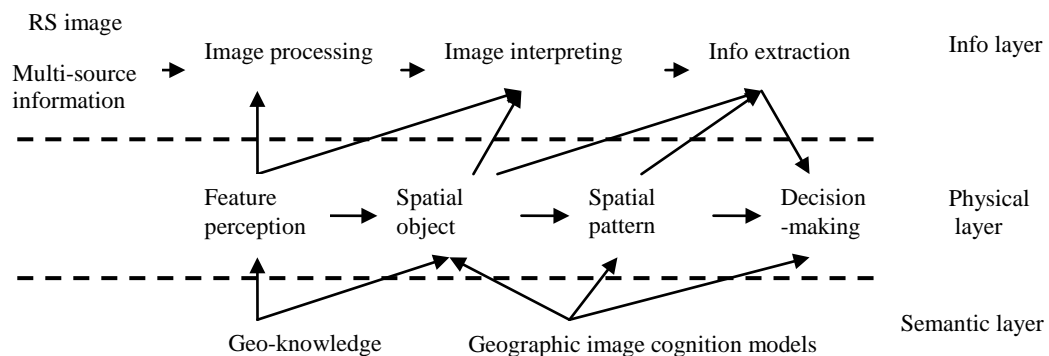 RS image
Multi-source
information
Image processing
Image interpreting
Info extraction
Info layer
Feature
perception
Spatial
object
Spatial
pattern
Decision
-making
Physical
layer
Geo-knowledge
Geographic image cognition models
Semantic layer